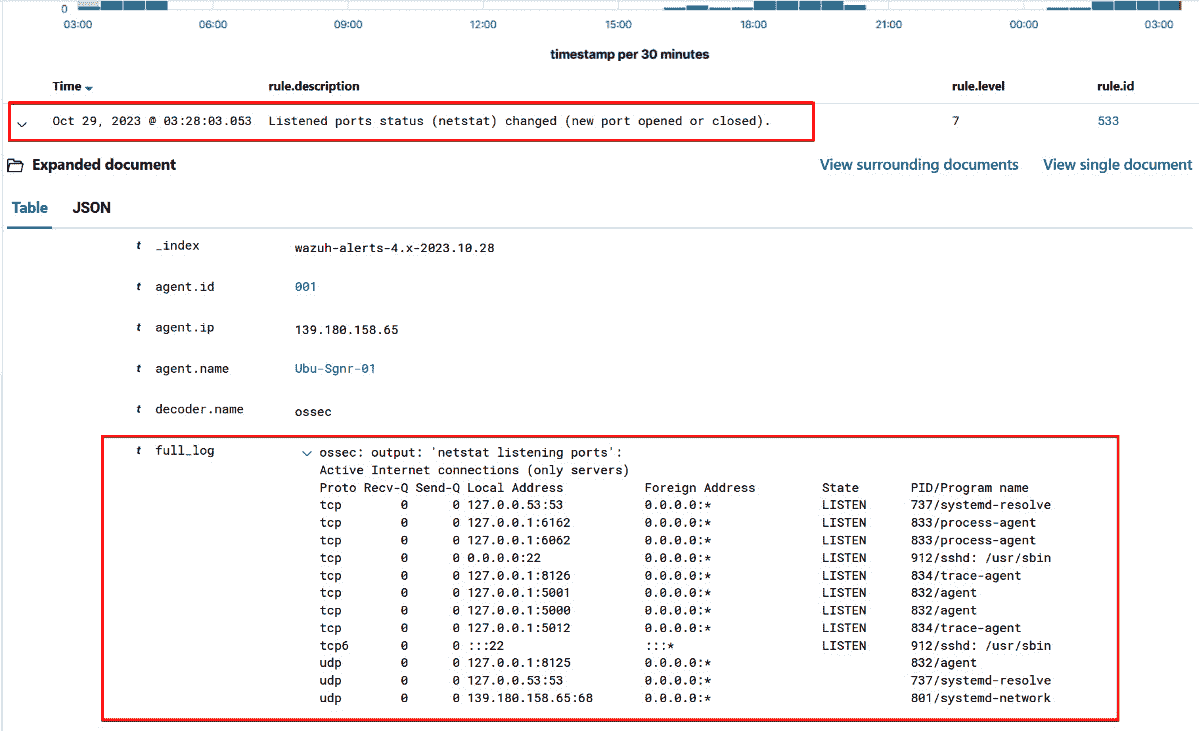 0
03:00 06:00 09:00 12:00 15:00 18:00 21:00 00:00 03:00
timestamp per 30 minutes
Time rule.description rule.level rule.id
Oct 29, 2023 @ 03:28:03.053 Listened ports status (netstat) changed (new port opened or closed). 7 533
Expanded document View surrounding documents View single document
Table JSON
t _index wazuh-alerts-4.x-2023.10.28
t agent.id 001
t agent.ip 139.180.158.65
t agent.name Ubu-Sgnr-01
t decoder.name ossec
t full_log ossec: output: 'netstat listening ports':
Active Internet connections (only servers)
Proto Recv-Q Send-Q Local Address Foreign Address State PID/Program name
tcp 0 0 127.0.0.53:53 0.0.0.0:* LISTEN 737/systemd-resolve
tcp 0 0 127.0.0.1:6162 0.0.0.0:* LISTEN 833/process-agent
tcp 0 0 127.0.0.1:6062 0.0.0.0:* LISTEN 833/process-agent
tcp 0 0 0.0.0.0:22 0.0.0.0:* LISTEN 912/sshd: /usr/sbin
tcp 0 0 127.0.0.1:8126 0.0.0.0:* LISTEN 834/trace-agent
tcp 0 0 127.0.0.1:5001 0.0.0.0:* LISTEN 832/agent
tcp 0 0 127.0.0.1:5000 0.0.0.0:* LISTEN 832/agent
tcp 0 0 127.0.0.1:5012 0.0.0.0:* LISTEN 834/trace-agent
tcp6 0 0 :::22 :::* LISTEN 912/sshd: /usr/sbin
udp 0 0 127.0.0.1:8125 0.0.0.0:* 832/agent
udp 0 0 127.0.0.53:53 0.0.0.0:* 737/systemd-resolve
udp 0 0 139.180.158.65:68 0.0.0.0:* 801/systemd-network